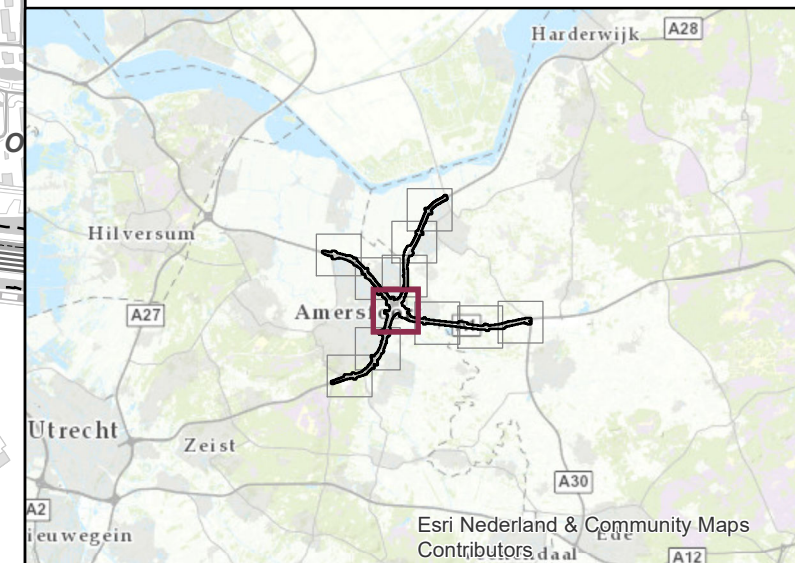 Harderwijk
A28
O
Hilversum
A27
Amersf
Utrecht
Zeist
A30
A2
ieuwegein
Esri Nederland & Community Maps
Contributors
Ede
A12